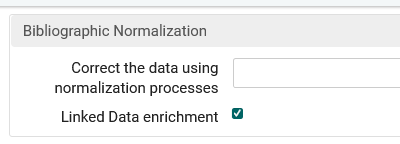 Bibliographic Normalization
Correct the data using
normalization processes
Linked Data enrichment